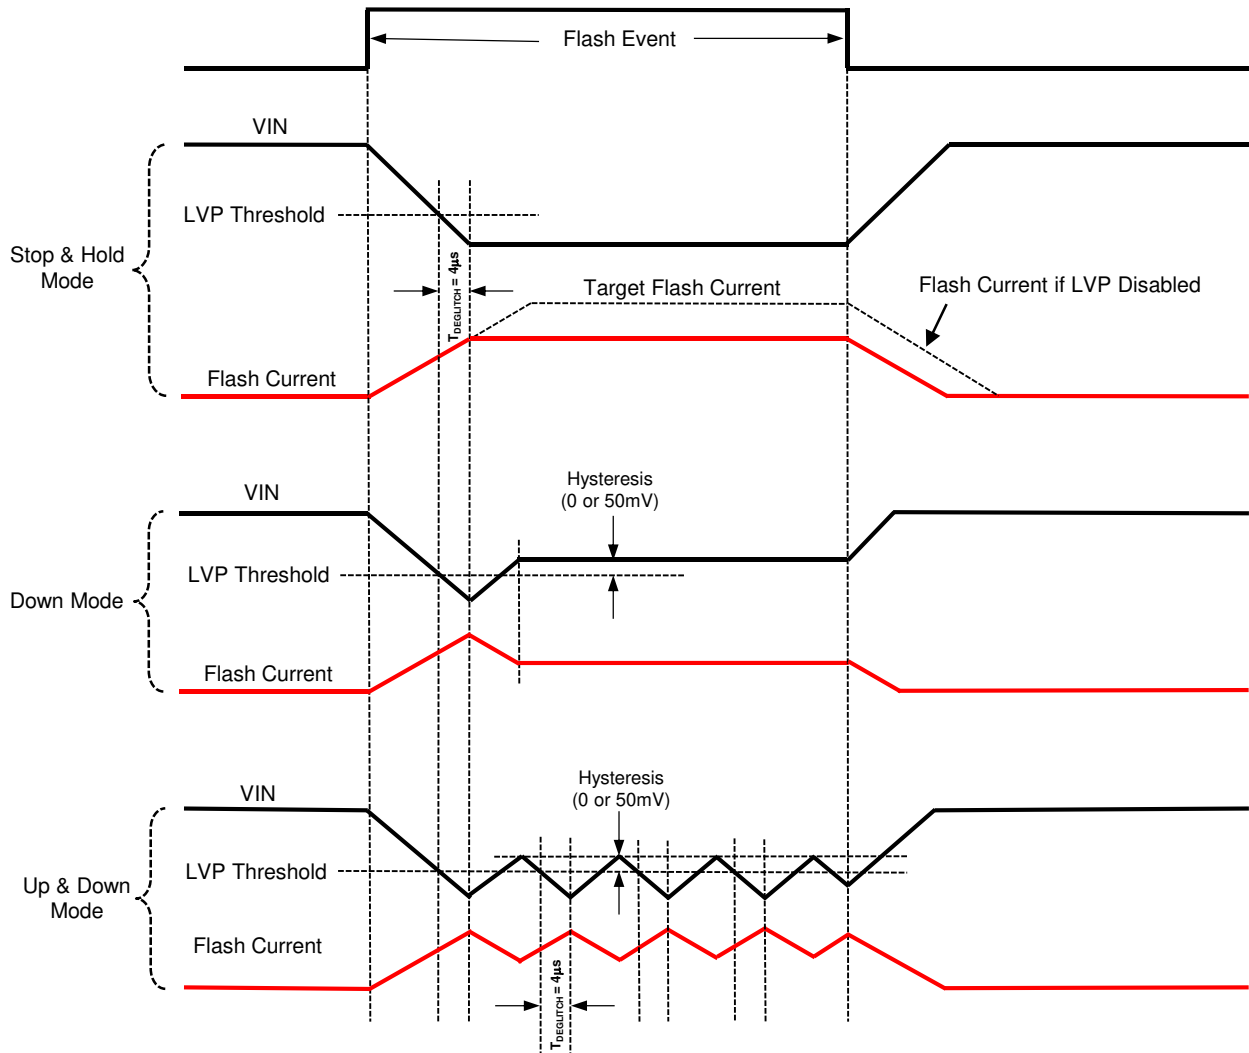 Flash Event
VIN
LVP Threshold
Stop & Hold
Mode
T_DEGLITCH = 4µs
Target Flash Current
Flash Current if LVP Disabled
Flash Current
Hysteresis
(0 or 50mV)
VIN
LVP Threshold
Down Mode
Flash Current
Hysteresis
(0 or 50mV)
VIN
LVP Threshold
Up & Down
Mode
Flash Current
T_DEGLITCH = 4µs